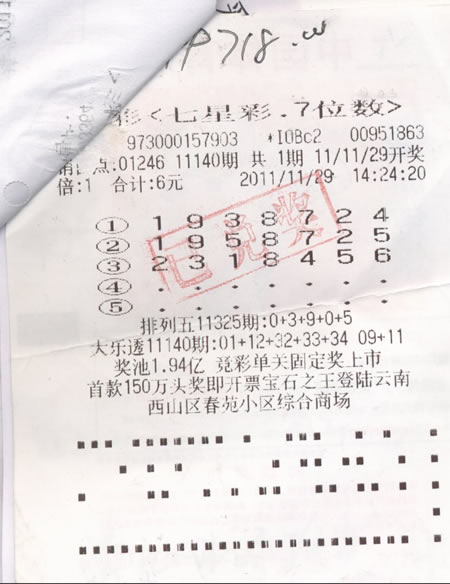 9718.w
彩<七星彩.7位数>
973000157903 *IOBc2 00951863
销售点:01246 11140期 共1期 11/11/29开奖
倍:1 合计:6元 2011/11/29 14:24:20
① 1 9 3 8 7 2 4
② 1 9 5 8 7 2 5
③ 2 3 1 8 4 5 6
④ . . . . . . .
⑤ . . . . . . .
已兑奖
排列五11325期:0+3+9+0+5
大乐透11140期:01+12+32+33+34 09+11
奖池1.94亿 竞彩单关固定奖上市
首款150万头奖即开票宝石之王登陆云南
西山区春苑小区综合商场